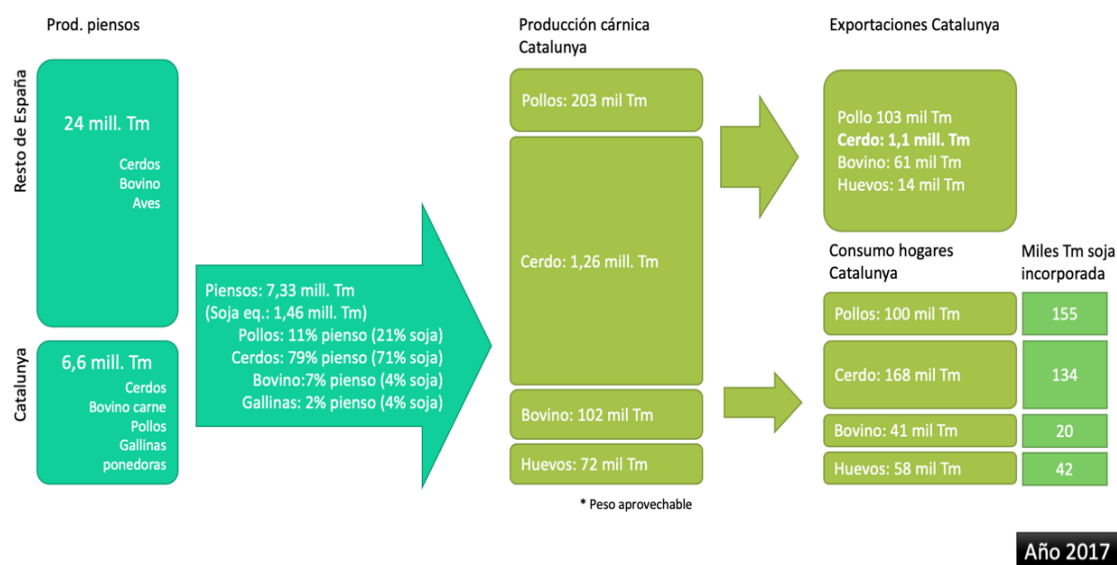 Prod. piensos
Resto de España
24 mill. Tm
Cerdos
Bovino
Aves
Catalunya
6,6 mill. Tm
Cerdos
Bovino carne
Pollos
Gallinas
ponedoras
Piensos: 7,33 mill. Tm
(Soja eq.: 1,46 mill. Tm)
Pollos: 11% pienso (21% soja)
Cerdos: 79% pienso (71% soja)
Bovino:7% pienso (4% soja)
Gallinas: 2% pienso (4% soja)
Producción cárnica
Catalunya
Pollos: 203 mil Tm
Cerdo: 1,26 mill. Tm
Bovino: 102 mil Tm
Huevos: 72 mil Tm
* Peso aprovechable
Exportaciones Catalunya
Pollo 103 mil Tm
Cerdo: 1,1 mill. Tm
Bovino: 61 mil Tm
Huevos: 14 mil Tm
Consumo hogares
Catalunya
Miles Tm soja
incorporada
Pollos: 100 mil Tm
155
Cerdo: 168 mil Tm
134
Bovino: 41 mil Tm
20
Huevos: 58 mil Tm
42
Año 2017